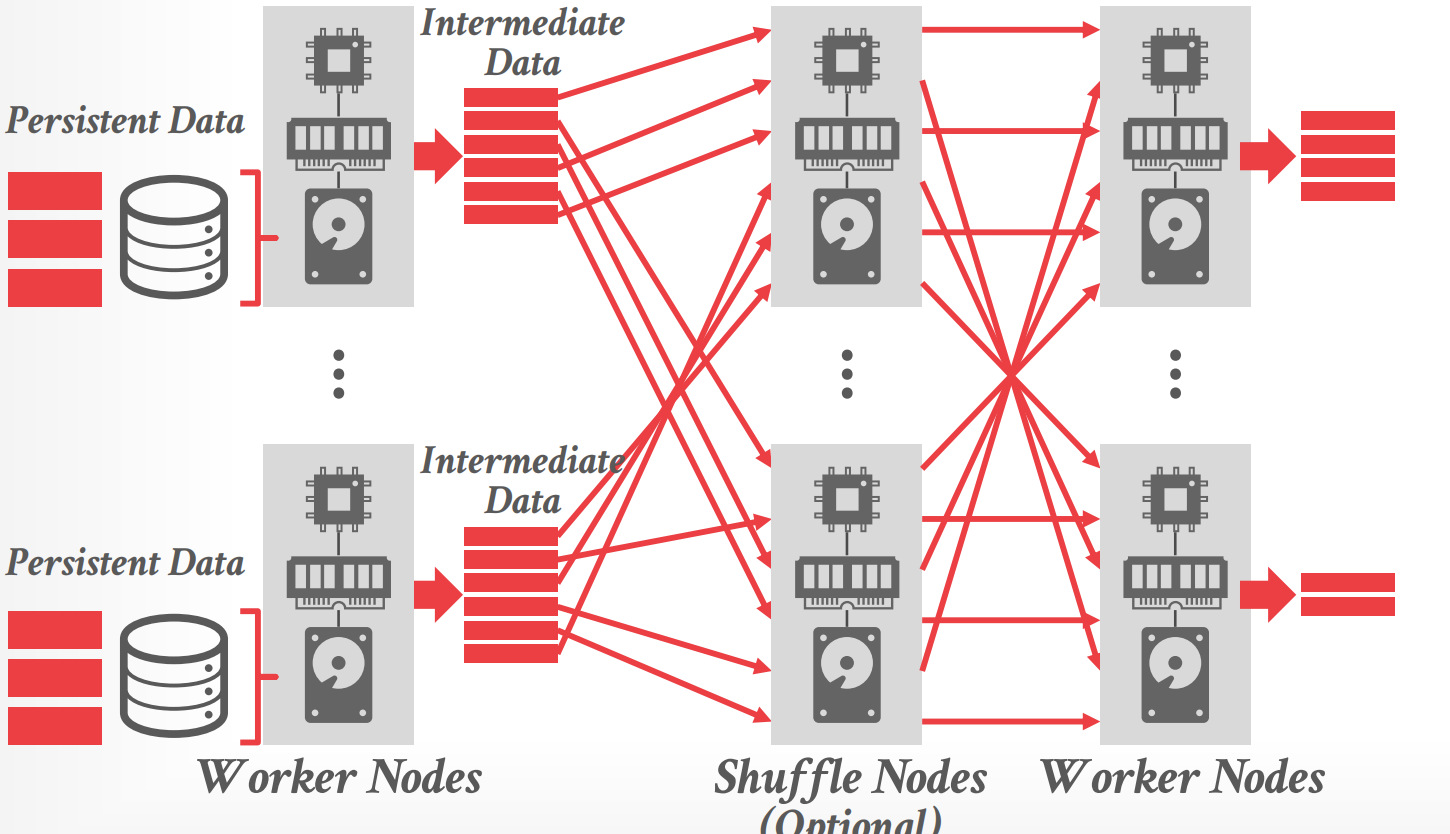 Persistent Data
Intermediate
Data
Persistent Data
Intermediate
Data
Worker Nodes
Shuffle Nodes
(Optional)
Worker Nodes